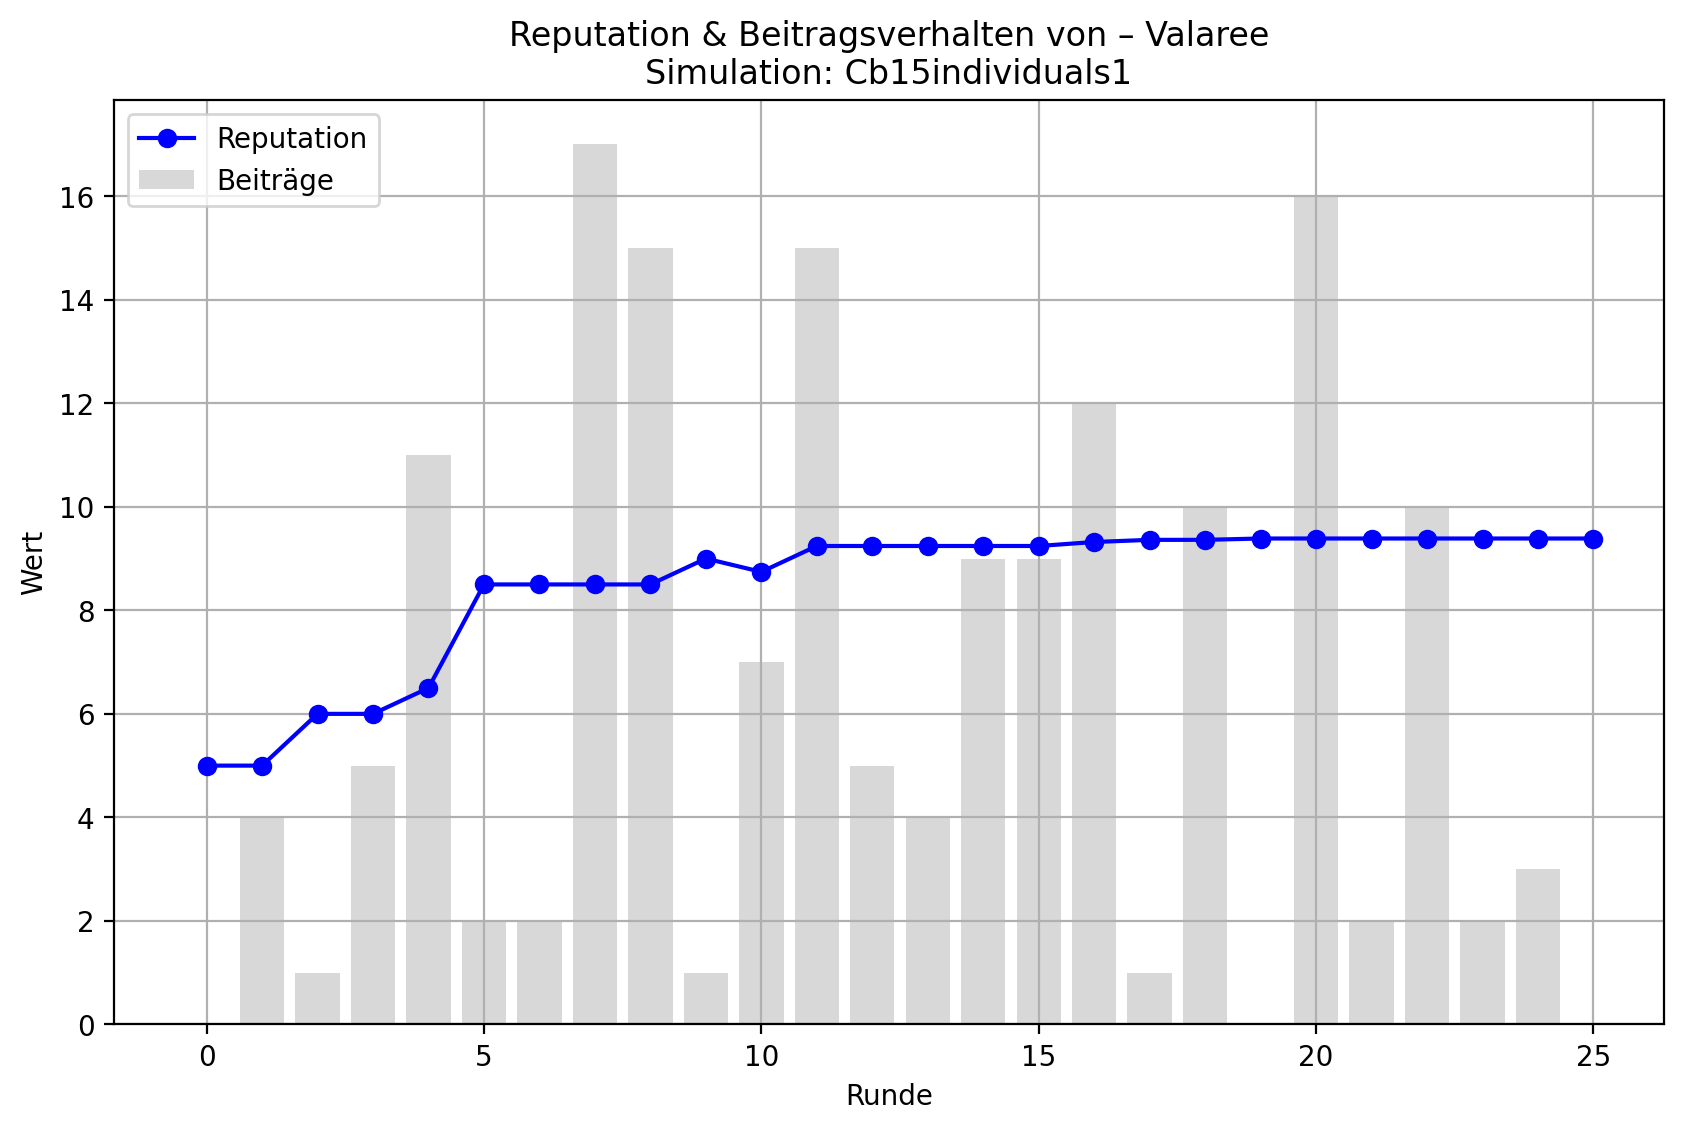 Reputation & Beitragsverhalten von – Valaree
Simulation: Cb15individuals1
Reputation
Beiträge
16
14
12
10
8
6
4
2
0
Wert
0 5 10 15 20 25
Runde